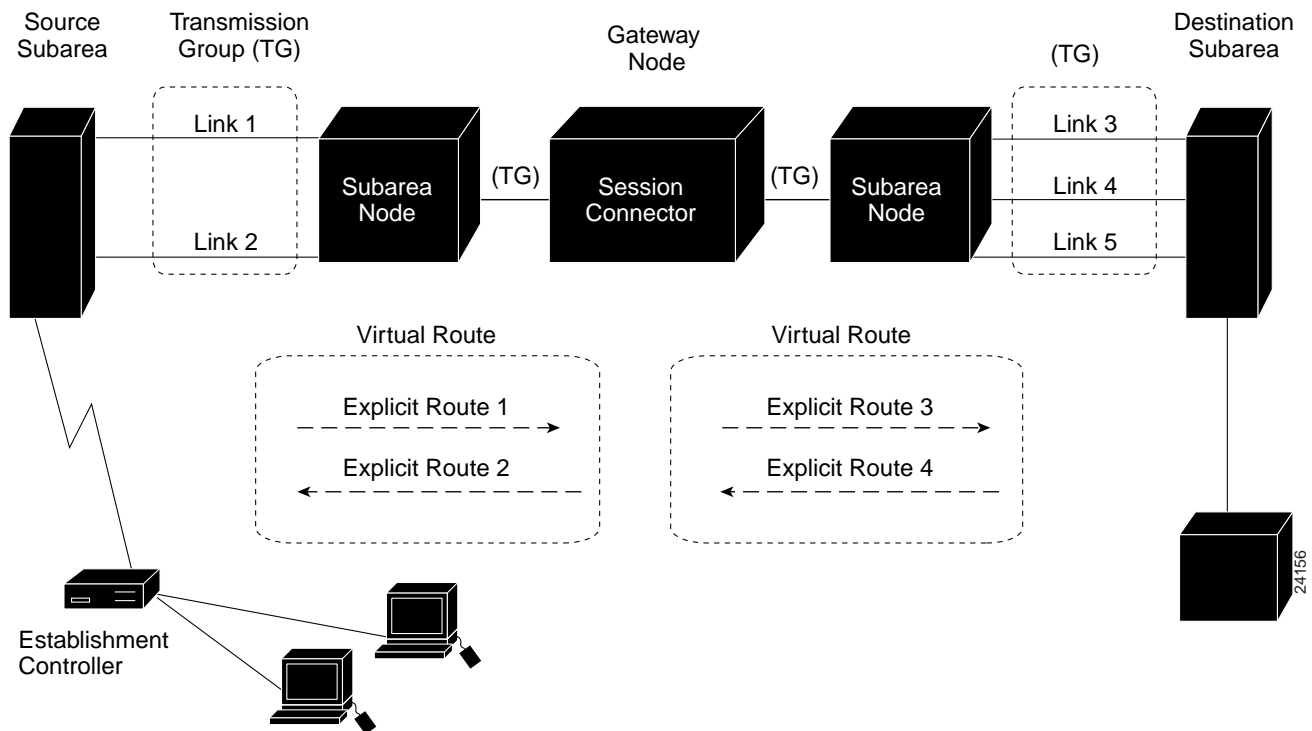 Source
Subarea
Transmission
Group (TG)
Gateway
Node
(TG)
Destination
Subarea
Link 1
Link 2
Subarea
Node
(TG)
Session
Connector
(TG)
Subarea
Node
Link 3
Link 4
Link 5
Virtual Route
Explicit Route 1
Explicit Route 2
Virtual Route
Explicit Route 3
Explicit Route 4
Establishment
Controller
24156